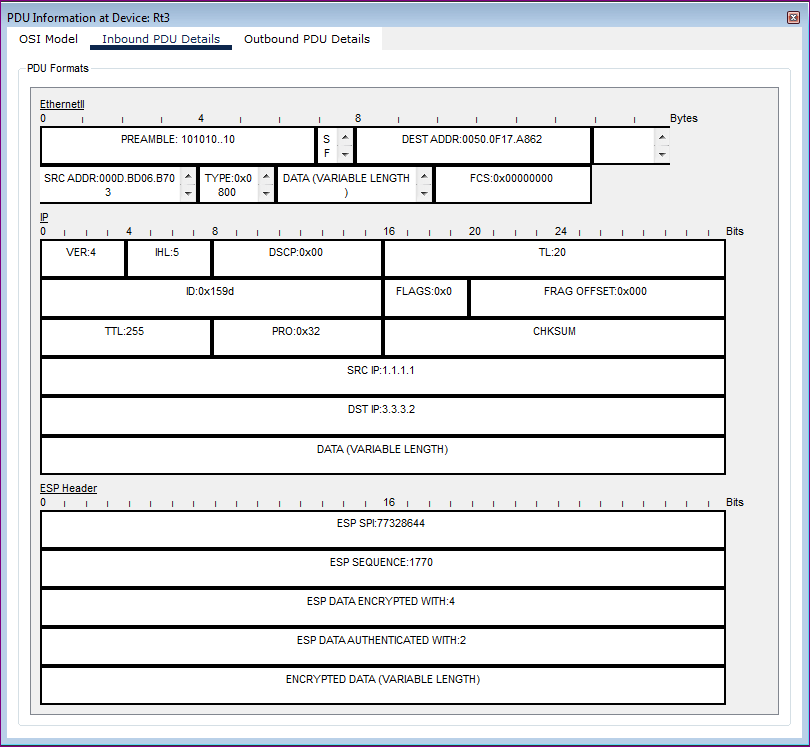 PDU Information at Device: Rt3
OSI Model Inbound PDU Details Outbound PDU Details
PDU Formats
EthernetII
0 4 8 Bytes
PREAMBLE: 101010..10 S F DEST ADDR:0050.0F17.A862
SRC ADDR:000D.BD06.B70
3
TYPE:0x0
800
DATA (VARIABLE LENGTH
)
FCS:0x00000000
IP
0 4 8 16 20 24 Bits
VER:4 IHL:5 DSCP:0x00 TL:20
ID:0x159d FLAGS:0x0 FRAG OFFSET:0x000
TTL:255 PRO:0x32 CHKSUM
SRC IP:1.1.1.1
DST IP:3.3.3.2
DATA (VARIABLE LENGTH)
ESP Header
0 16 Bits
ESP SPI:77328644
ESP SEQUENCE:1770
ESP DATA ENCRYPTED WITH:4
ESP DATA AUTHENTICATED WITH:2
ENCRYPTED DATA (VARIABLE LENGTH)